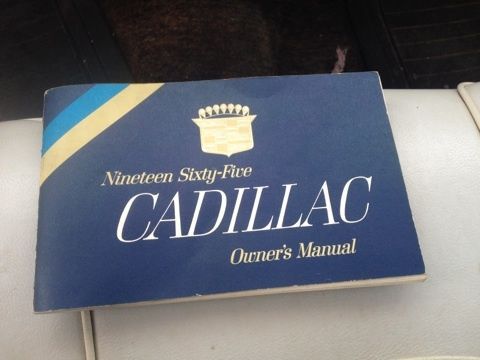 Nineteen Sixty-Five
CADILLAC
Owner's Manual